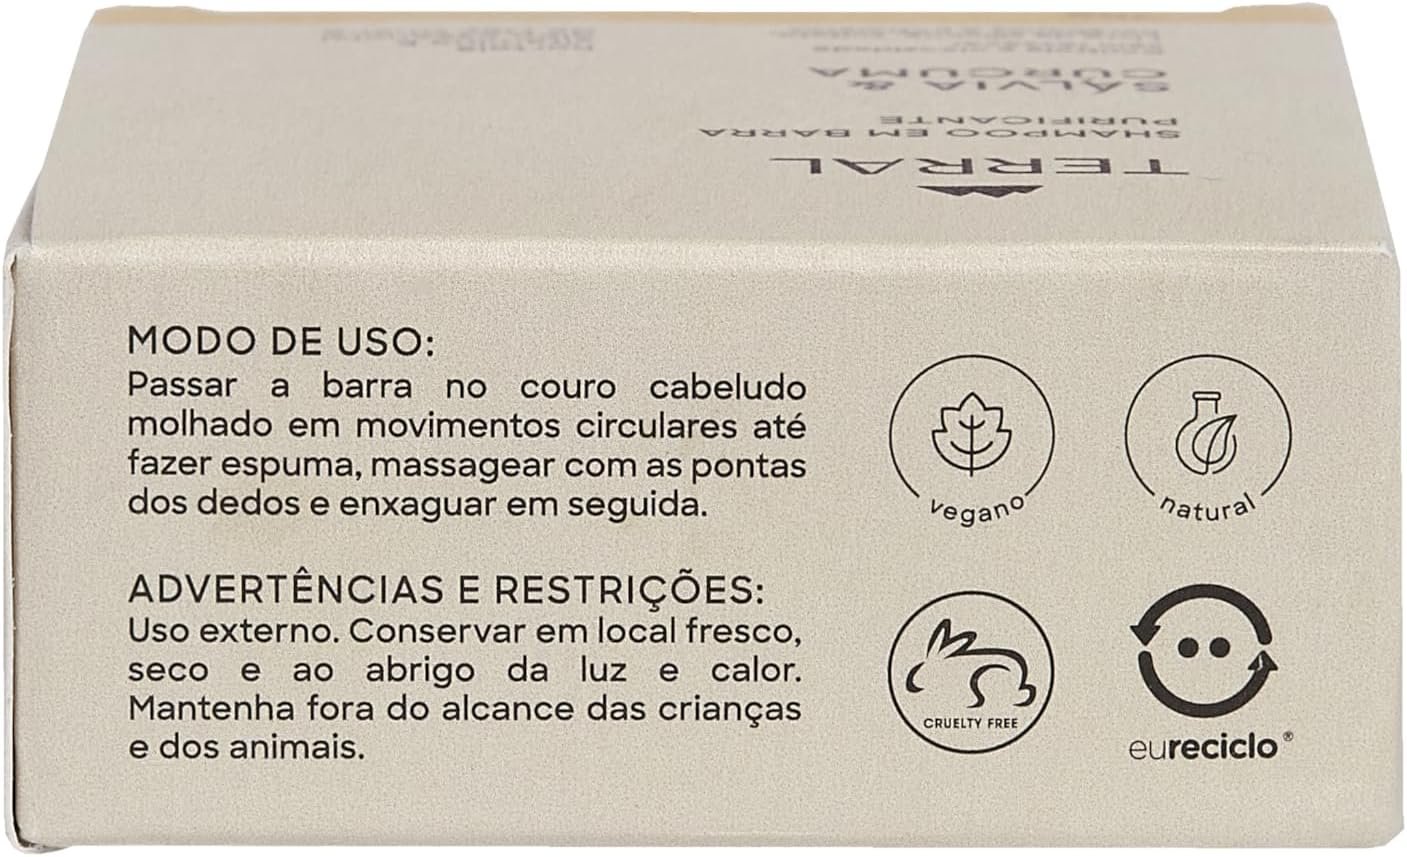 TERRAL
SHAMPOO EM BARRA
PURIFICANTE
SÁLVIA &
CÚRCUMA
MODO DE USO:
Passar a barra no couro cabeludo
molhado em movimentos circulares até
fazer espuma, massagear com as pontas
dos dedos e enxaguar em seguida.
ADVERTÊNCIAS E RESTRIÇÕES:
Uso externo. Conservar em local fresco,
seco e ao abrigo da luz e calor.
Mantenha fora do alcance das crianças
e dos animais.
vegano
natural
CRUELTY FREE
eureciclo®